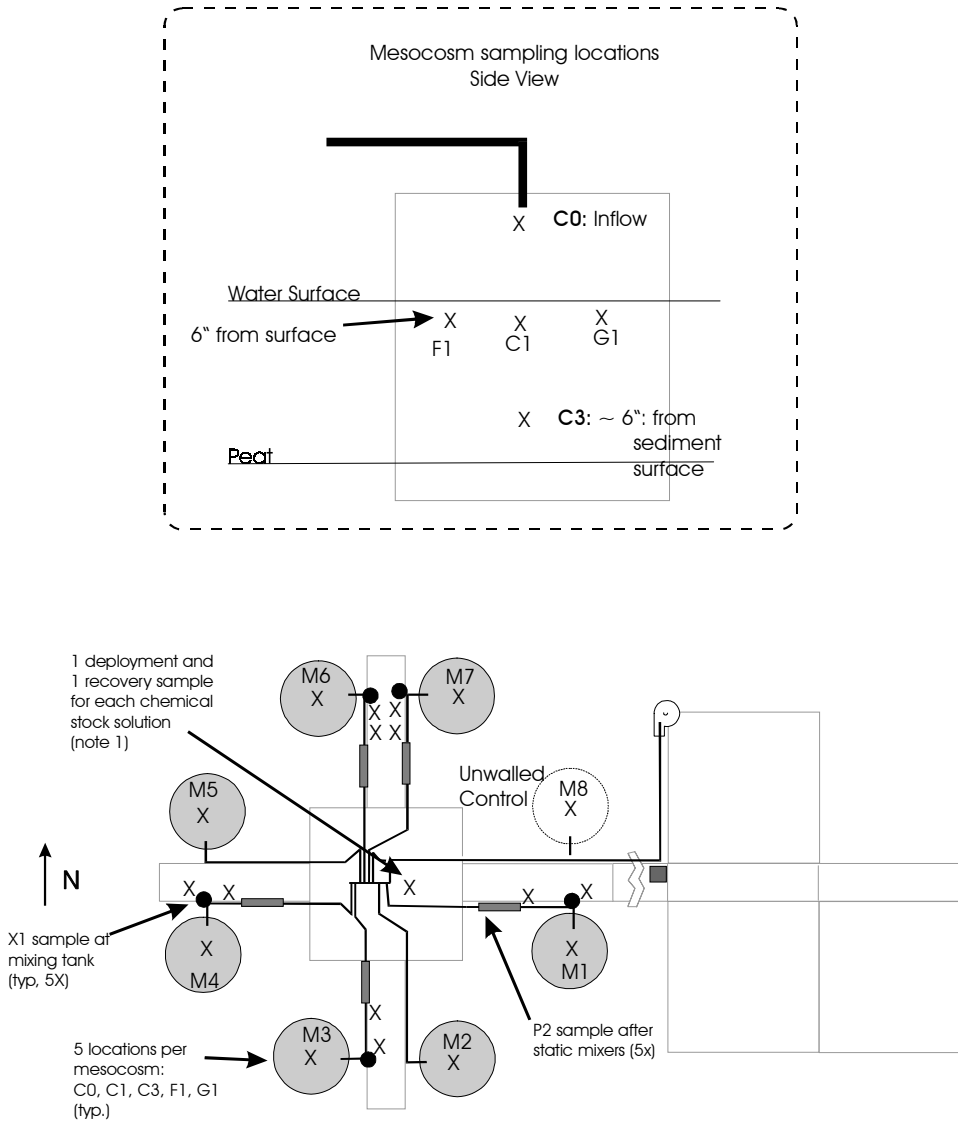 Mesocosm sampling locations
Side View
X
C0: Inflow
Water Surface
6" from surface
X
X
X
F1
C1
G1
X
C3: ~ 6": from
sediment
surface
Peat
1 deployment and
1 recovery sample
for each chemical
stock solution
(note 1)
M6
X
M7
X
X X
X X
Unwalled
Control
M8
X
M5
X
N
X
X
X
X
X
X1 sample at
mixing tank
(typ, 5X)
X
M4
X
M1
P2 sample after
static mixers (5x)
X
X
M3
X
M2
X
5 locations per
mesocosm:
C0, C1, C3, F1, G1
(typ.)